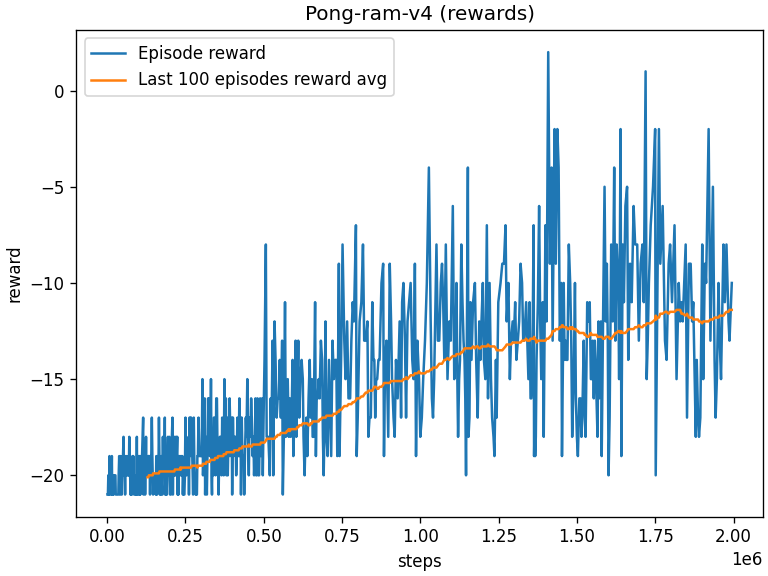 Pong-ram-v4 (rewards)
Episode reward
Last 100 episodes reward avg
0
−5
−10
−15
−20
reward
0.00 0.25 0.50 0.75 1.00 1.25 1.50 1.75 2.00
steps
1e6